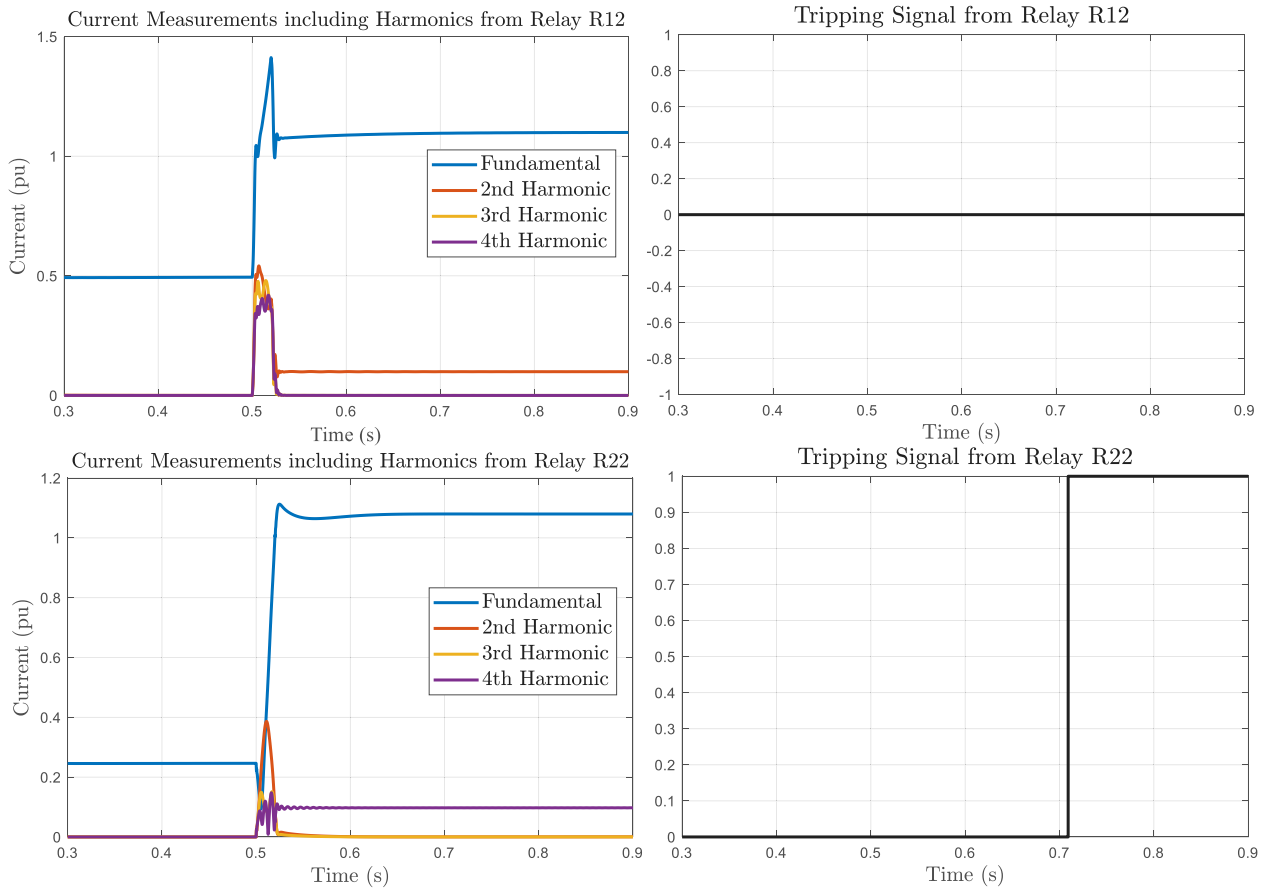 Current Measurements including Harmonics from Relay R12
1.5
1
0.5
0
Current (pu)
Fundamental
2nd Harmonic
3rd Harmonic
4th Harmonic
0.3 0.4 0.5 0.6 0.7 0.8 0.9
Time (s)
Tripping Signal from Relay R12
1
0.8
0.6
0.4
0.2
0
-0.2
-0.4
-0.6
-0.8
-1
0.3 0.4 0.5 0.6 0.7 0.8 0.9
Time (s)
Current Measurements including Harmonics from Relay R22
1.2
1
0.8
0.6
0.4
0.2
0
Current (pu)
Fundamental
2nd Harmonic
3rd Harmonic
4th Harmonic
0.3 0.4 0.5 0.6 0.7 0.8 0.9
Time (s)
Tripping Signal from Relay R22
1
0.9
0.8
0.7
0.6
0.5
0.4
0.3
0.2
0.1
0
0.3 0.4 0.5 0.6 0.7 0.8 0.9
Time (s)